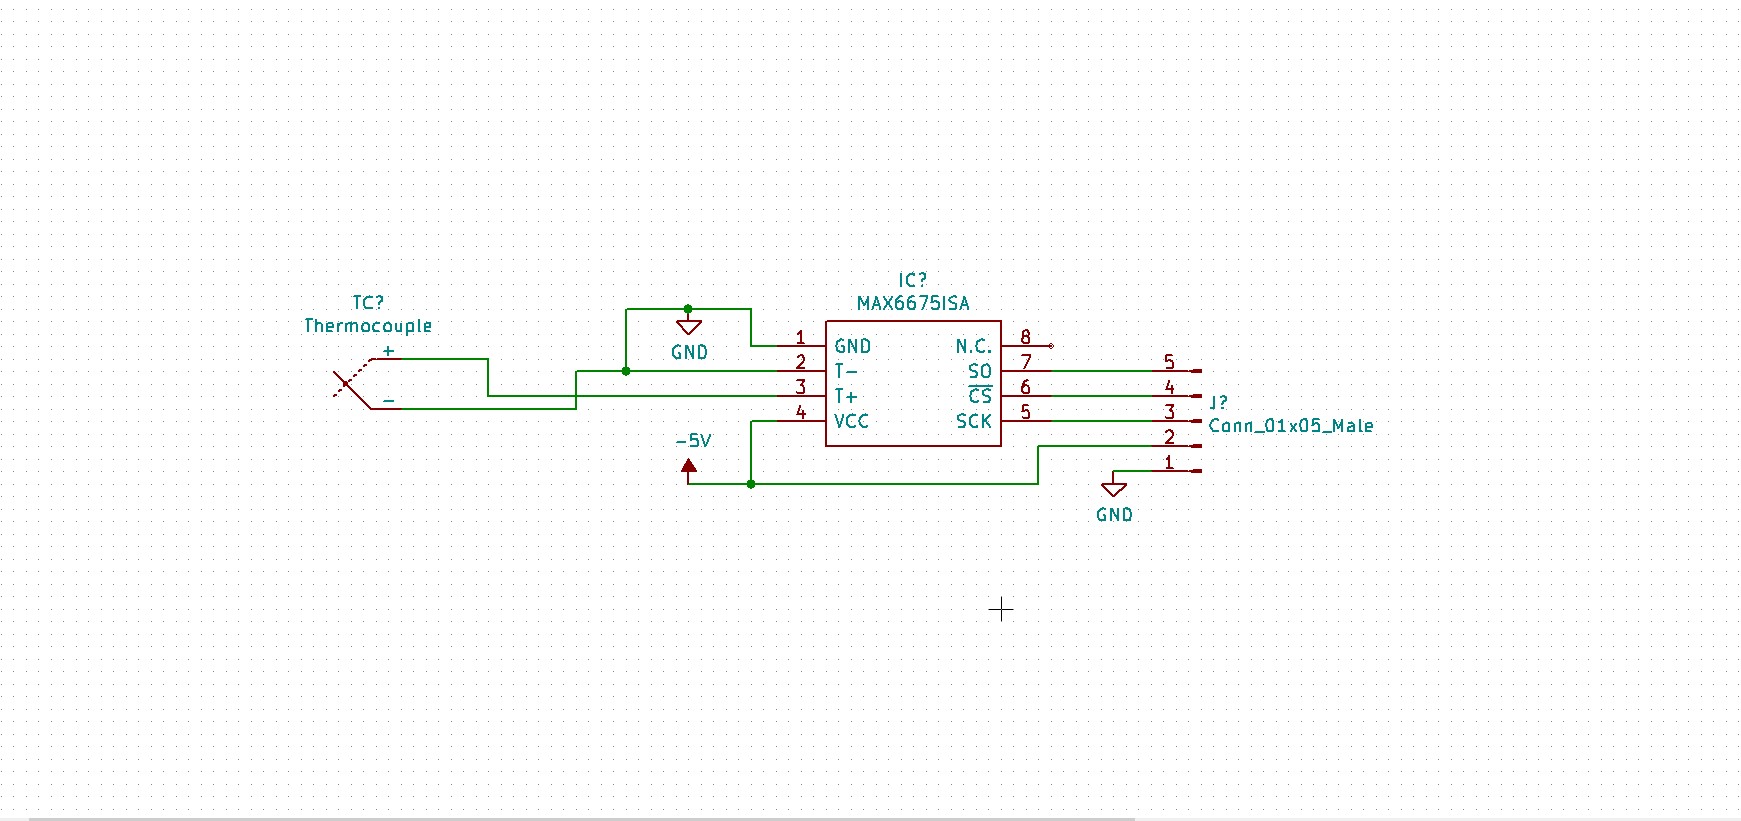 TC?
Thermocouple
+
-
GND
-5V
IC?
MAX6675ISA
1
2
3
4
GND
T-
T+
VCC
N.C.
SO
CS
SCK
8
7
6
5
5
4
3
2
1
J?
Conn_01x05_Male
GND